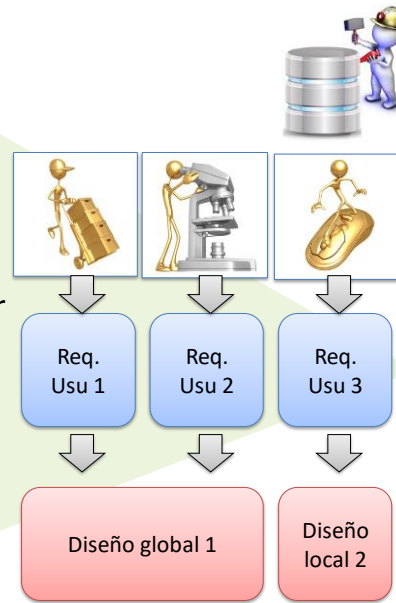 r
Req.
Usu 1
Req.
Usu 2
Req.
Usu 3
Diseño global 1
Diseño
local 2